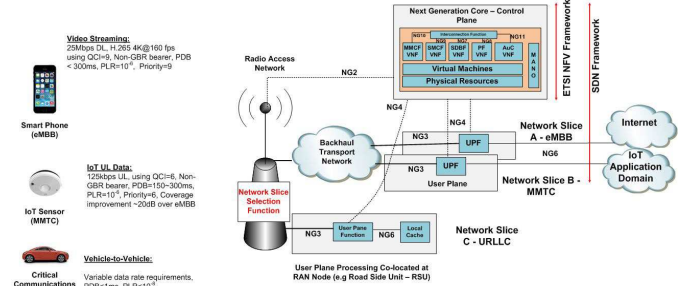 Video Streaming:
25Mbps DL, H.265 4K@160 fps
using QCI=9, Non-GBR bearer, PDB
< 300ms, PLR=10⁻⁶, Priority=9
Smart Phone
(eMBB)
IoT UL Data:
125kbps UL, using QCI=6, Non-
GBR bearer, PDB=150~300ms,
PLR=10⁻⁶, Priority=6, Coverage
improvement ~20dB over eMBB
IoT Sensor
(MMTC)
Vehicle-to-Vehicle:
Critical
Communications
Variable data rate requirements,
PDB<1ms, PLR<10⁻⁶
Radio Access
Network
Network Slice
Selection
Function
NG2
NG4
Next Generation Core – Control
Plane
NG10
Interconnection Function
NG11
MMCF
VNF
SMCF
VNF
SDBF
VNF
PF
VNF
AuC
VNF
M
A
N
O
Virtual Machines
Physical Resources
ETSI NFV Framework
SDN Framework
NG4
Backhaul
Transport
Network
NG3
UPF
Network Slice
A - eMBB
Internet
NG6
NG3
UPF
User Plane
Network Slice B -
MMTC
IoT
Application
Domain
NG3
User Pane
Function
NG6
Local
Cache
Network Slice
C - URLLC
User Plane Processing Co-located at
RAN Node (e.g Road Side Unit – RSU)